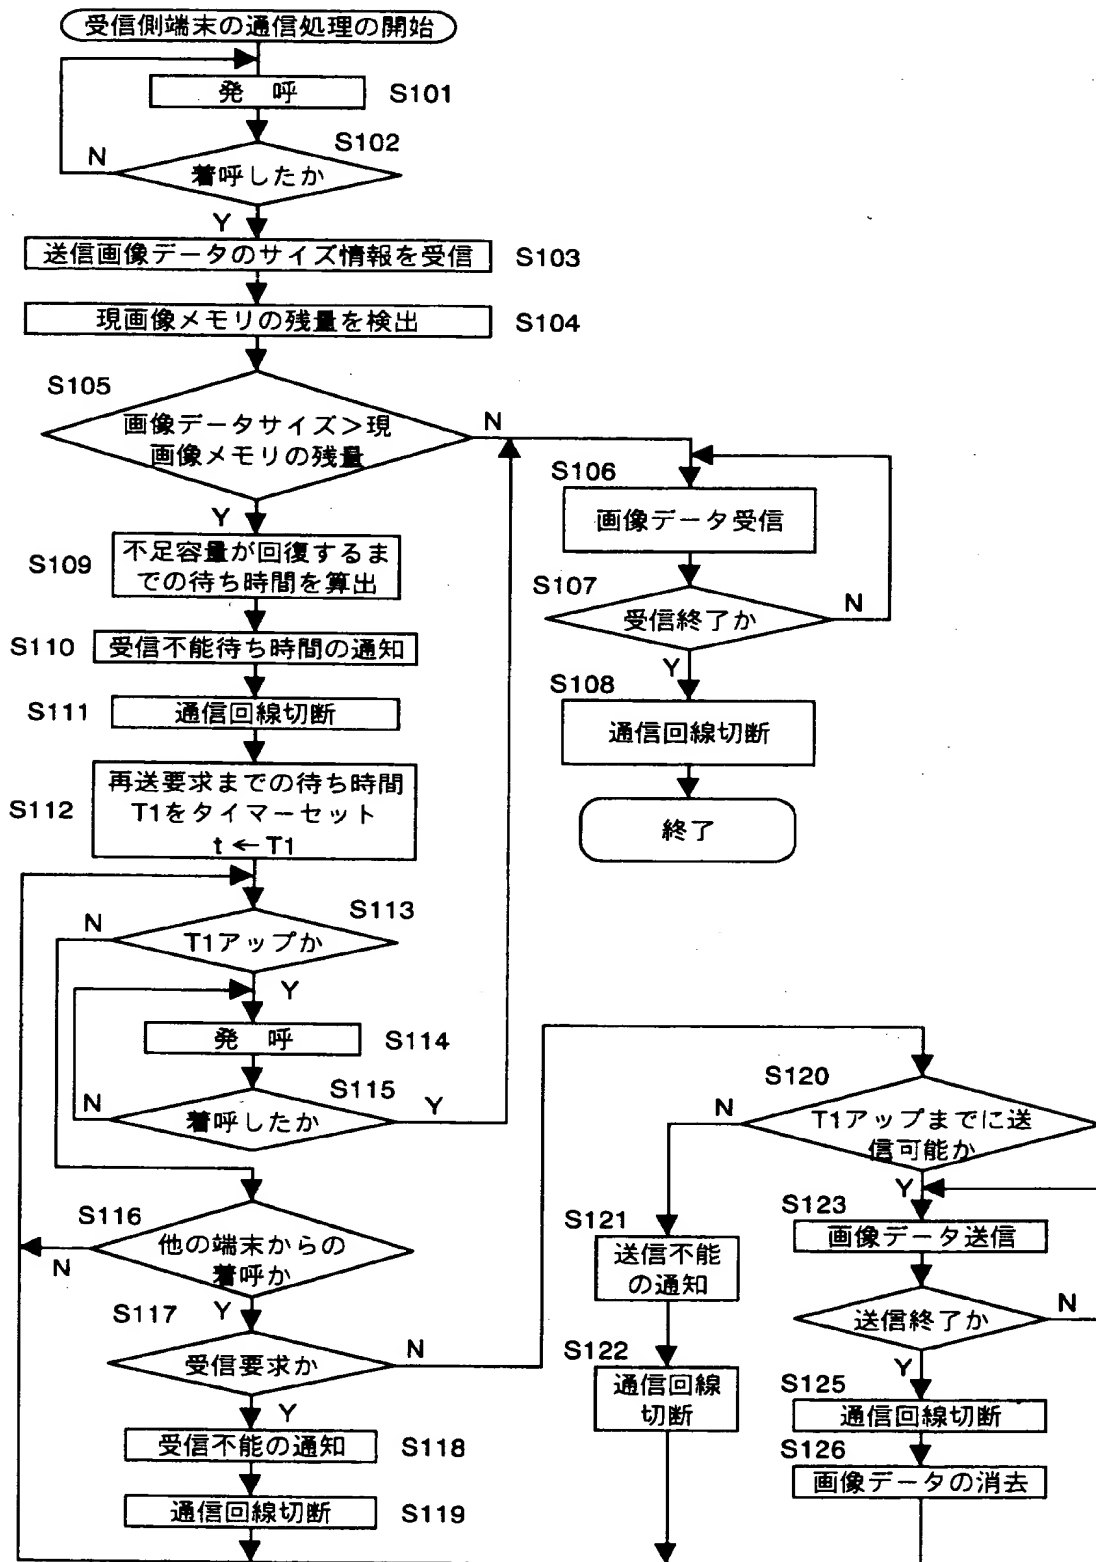 受信側端末の通信処理の開始
発 呼
S101
S102
N
着呼したか
Y
送信画像データのサイズ情報を受信
S103
現画像メモリの残量を検出
S104
S105
画像データサイズ>現
画像メモリの残量
N
Y
S106
画像データ受信
S107
受信終了か
N
Y
S108
通信回線切断
終了
S109
不足容量が回復するま
での待ち時間を算出
S110
受信不能待ち時間の通知
S111
通信回線切断
S112
再送要求までの待ち時間
T1をタイマーセット
t←T1
S113
N
T1アップか
Y
発 呼
S114
S115
N
着呼したか
Y
S116
他の端末からの
着呼か
N
Y
S117
受信要求か
N
Y
受信不能の通知
S118
通信回線切断
S119
S120
N
T1アップまでに送
信可能か
Y
S121
送信不能
の通知
S122
通信回線
切断
S123
画像データ送信
送信終了か
N
Y
S125
通信回線切断
S126
画像データの消去